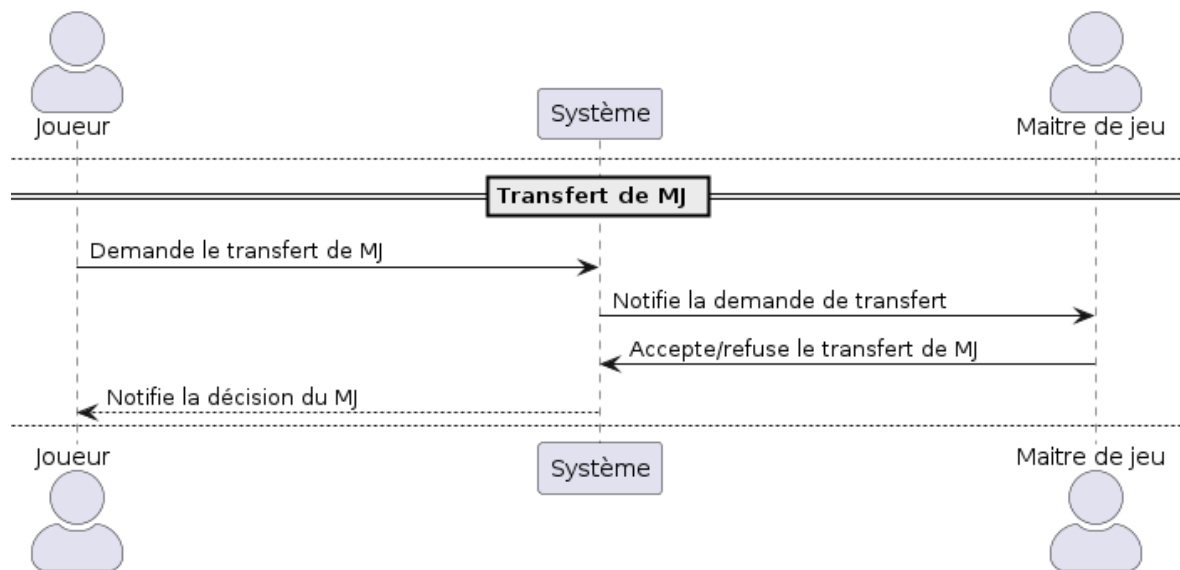 Joueur
Système
Maitre de jeu
Transfert de MJ
Demande le transfert de MJ
Notifie la demande de transfert
Accepte/refuse le transfert de MJ
Notifie la décision du MJ
Joueur
Système
Maitre de jeu